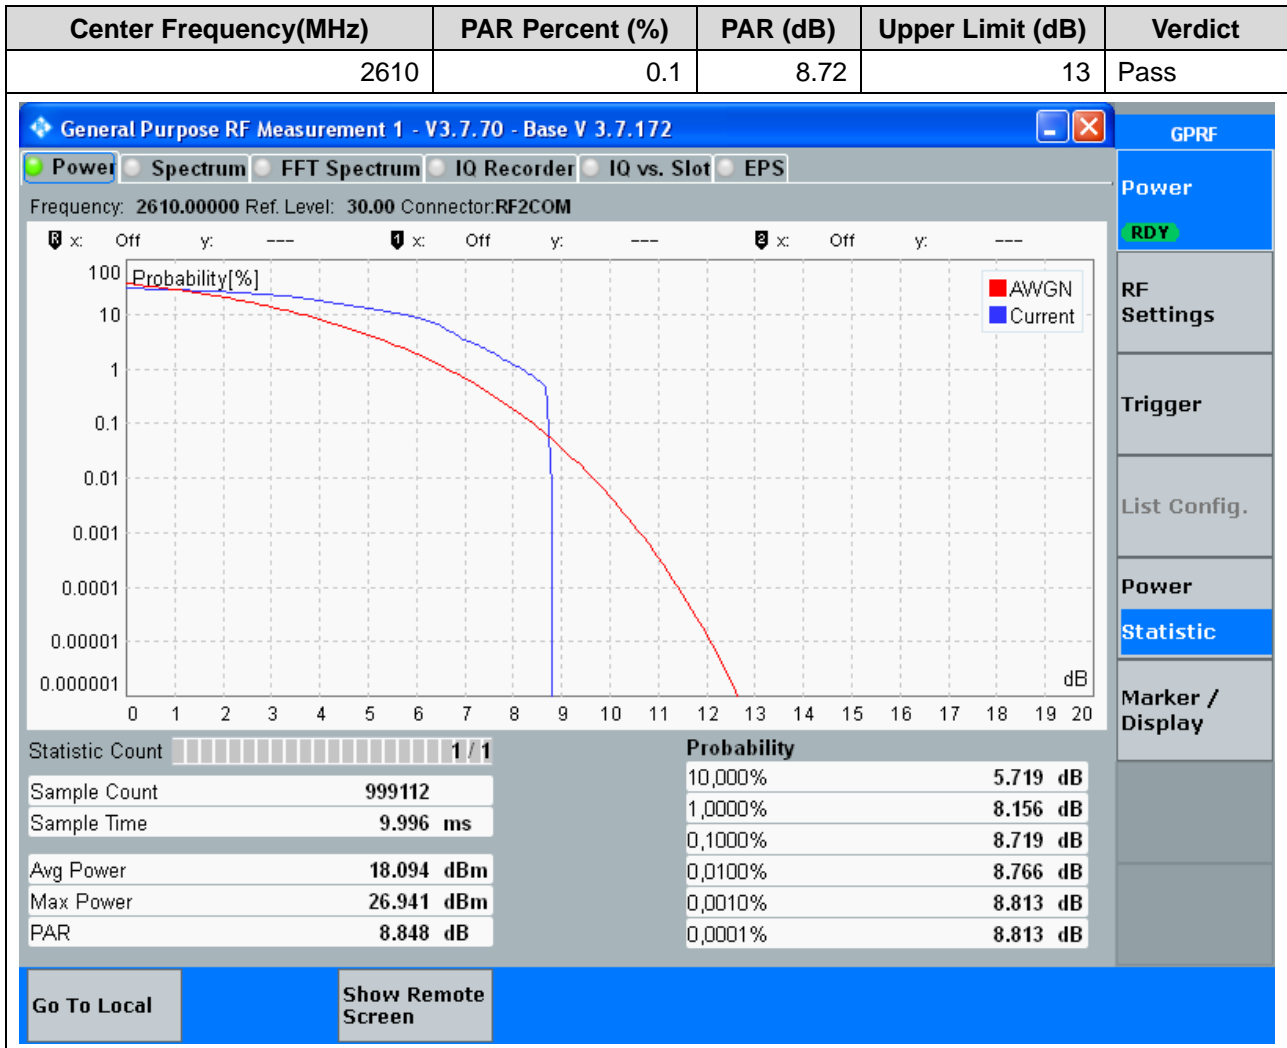 Center Frequency(MHz) PAR Percent (%) PAR (dB) Upper Limit (dB) Verdict
2610 0.1 8.72 13 Pass
General Purpose RF Measurement 1 - V3.7.70 - Base V 3.7.172
GPRF
Power Spectrum FFT Spectrum IQ Recorder IQ vs. Slot EPS
Power
RDY
Frequency: 2610.00000 Ref. Level: 30.00 Connector:RF2COM
R x: Off y: --- 1 x: Off y: --- 2 x: Off y: ---
100 Probability[%]
AWGN
Current
10
1
0.1
0.01
0.001
0.0001
0.00001
0.000001
dB
0 1 2 3 4 5 6 7 8 9 10 11 12 13 14 15 16 17 18 19 20
RF
Settings
Trigger
List Config.
Power
Statistic
Marker /
Display
Statistic Count 1 / 1
Sample Count 999112
Sample Time 9.996 ms
Avg Power 18.094 dBm
Max Power 26.941 dBm
PAR 8.848 dB
Probability
10,000% 5.719 dB
1,0000% 8.156 dB
0,1000% 8.719 dB
0,0100% 8.766 dB
0,0010% 8.813 dB
0,0001% 8.813 dB
Go To Local
Show Remote
Screen